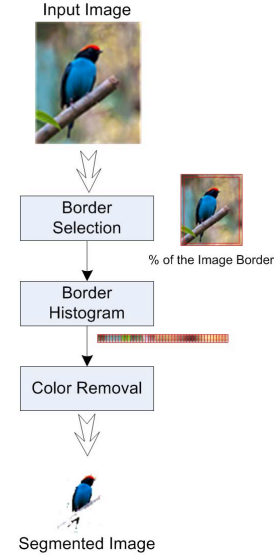 Input Image
Border
Selection
% of the Image Border
Border
Histogram
Color Removal
Segmented Image